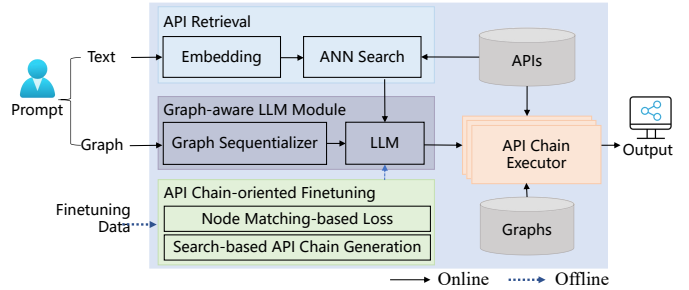 API Retrieval
Text
Embedding
ANN Search
APIs
Prompt
Graph-aware LLM Module
Graph
Graph Sequentializer
LLM
API Chain
Executor
Output
API Chain-oriented Finetuning
Finetuning
Data
Node Matching-based Loss
Search-based API Chain Generation
Graphs
Online
Offline